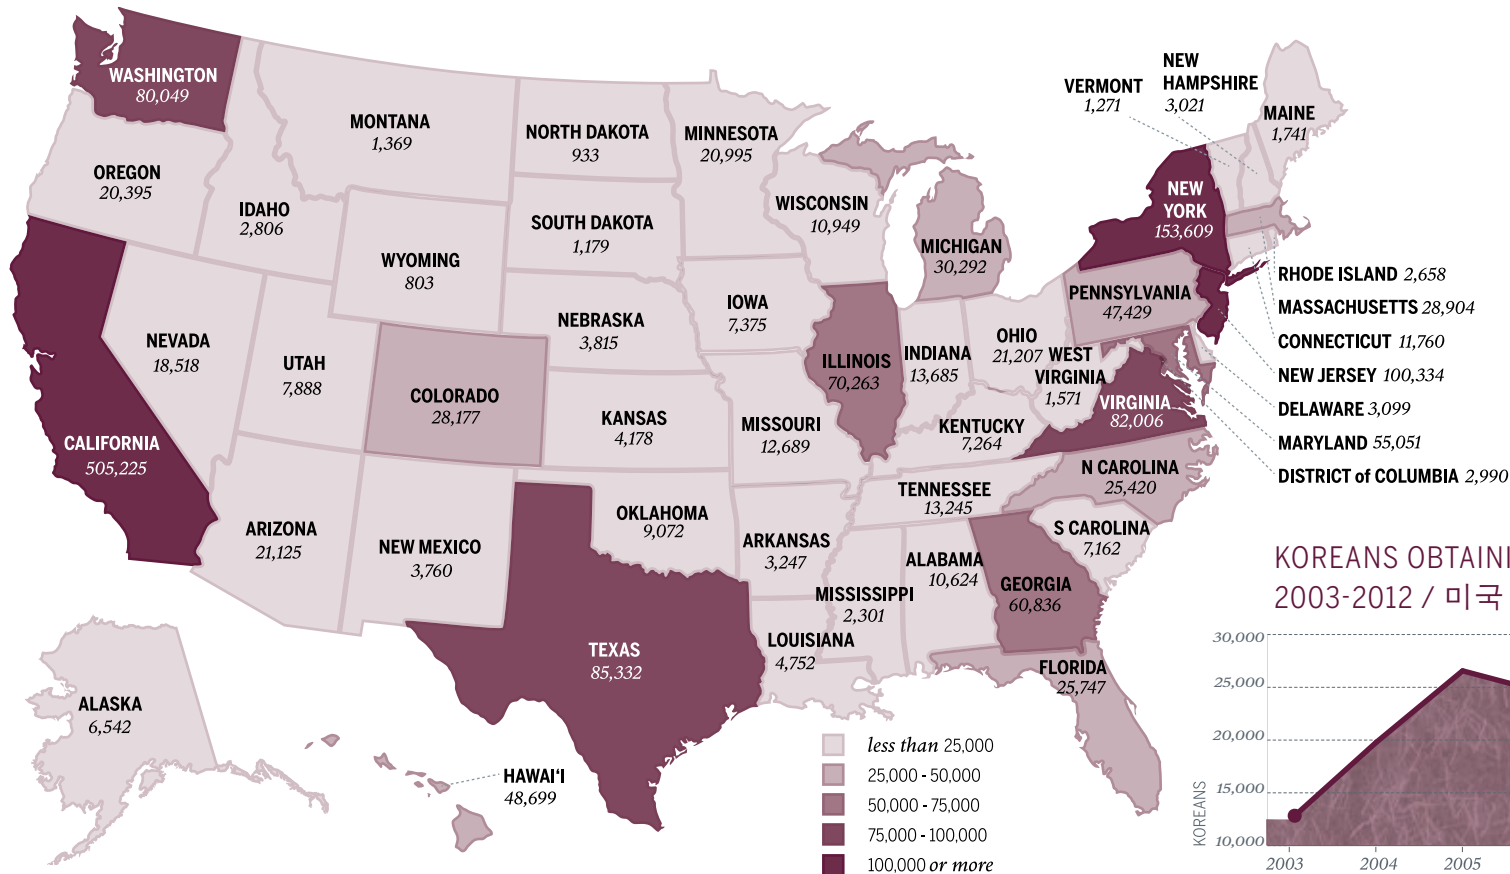 WASHINGTON
80,049
OREGON
20,395
IDAHO
2,806
MONTANA
1,369
NORTH DAKOTA
933
MINNESOTA
20,995
SOUTH DAKOTA
1,179
WYOMING
803
WISCONSIN
10,949
MICHIGAN
30,292
VERMONT
1,271
NEW
HAMPSHIRE
3,021
MAINE
1,741
NEW
YORK
153,609
CALIFORNIA
505,225
NEVADA
18,518
UTAH
7,888
COLORADO
28,177
NEBRASKA
3,815
IOWA
7,375
KANSAS
4,178
MISSOURI
12,689
ILLINOIS
70,263
INDIANA
13,685
OHIO
21,207
PENNSYLVANIA
47,429
WEST
VIRGINIA
1,571
VIRGINIA
82,006
KENTUCKY
7,264
RHODE ISLAND 2,658
MASSACHUSETTS 28,904
CONNECTICUT 11,760
NEW JERSEY 100,334
DELAWARE 3,099
MARYLAND 55,051
DISTRICT of COLUMBIA 2,990
ARIZONA
21,125
NEW MEXICO
3,760
OKLAHOMA
9,072
ARKANSAS
3,247
TENNESSEE
13,245
N CAROLINA
25,420
S CAROLINA
7,162
TEXAS
85,332
LOUISIANA
4,752
MISSISSIPPI
2,301
ALABAMA
10,624
GEORGIA
60,836
FLORIDA
25,747
ALASKA
6,542
HAWAI‘I
48,699
less than 25,000
25,000 - 50,000
50,000 - 75,000
75,000 - 100,000
100,000 or more
KOREANS OBTAINI
2003-2012 / 미국
30,000
25,000
20,000
15,000
10,000
KOREANS
2003
2004
2005